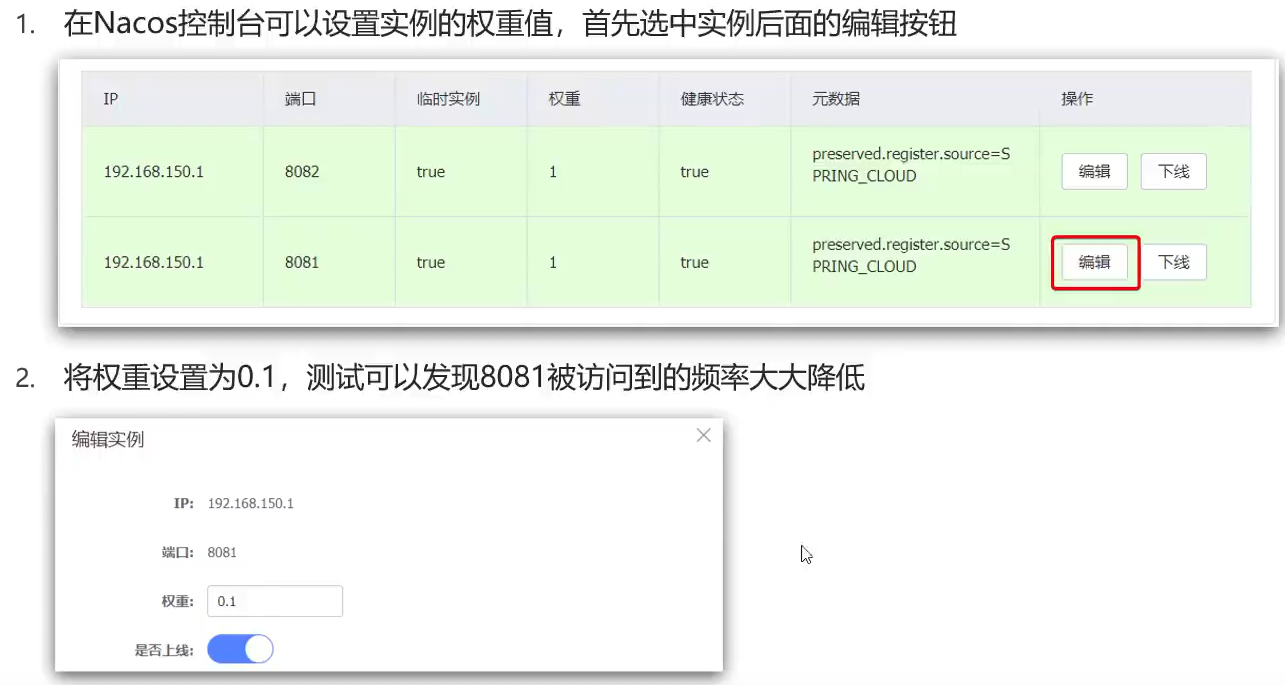 1. 在Nacos控制台可以设置实例的权重值，首先选中实例后面的编辑按钮
IP 端口 临时实例 权重 健康状态 元数据 操作
192.168.150.1 8082 true 1 true preserved.register.source=S
PRING_CLOUD 编辑 下线
192.168.150.1 8081 true 1 true preserved.register.source=S
PRING_CLOUD 编辑 下线
2. 将权重设置为0.1，测试可以发现8081被访问到的频率大大降低
编辑实例
IP: 192.168.150.1
端口: 8081
权重: 0.1
是否上线: